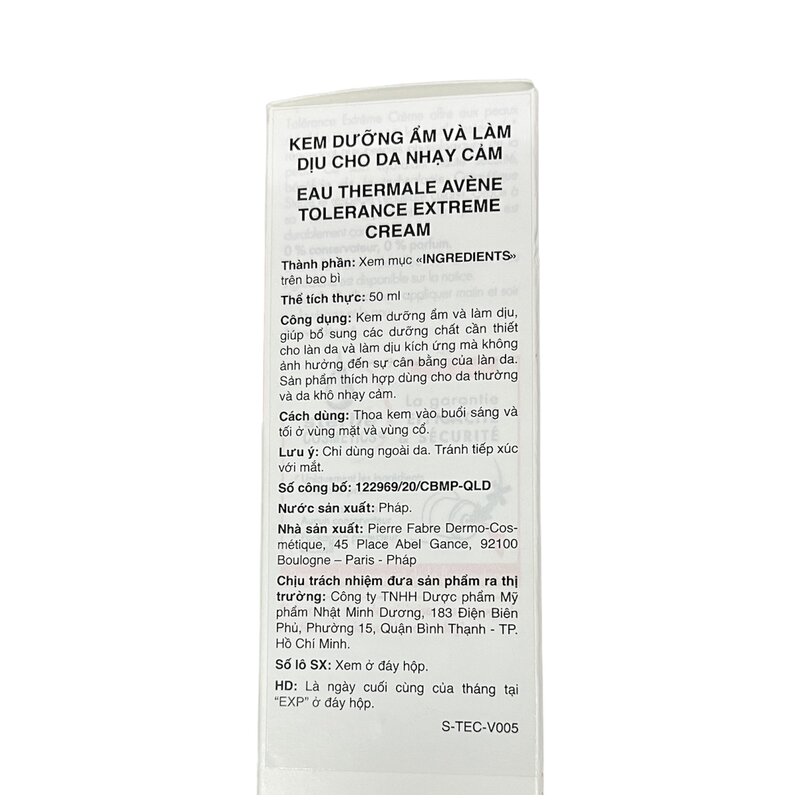 KEM DƯỠNG ẨM VÀ LÀM
DỊU CHO DA NHẠY CẢM
EAU THERMALE AVÈNE
TOLERANCE EXTREME
CREAM
Thành phần: Xem mục «INGREDIENTS»
trên bao bì
Thể tích thực: 50 ml
Công dụng: Kem dưỡng ẩm và làm dịu,
giúp bổ sung các dưỡng chất cần thiết
cho làn da và làm dịu kích ứng mà không
ảnh hưởng đến sự cân bằng của làn da.
Sản phẩm thích hợp dùng cho da thường
và da khô nhạy cảm.
Cách dùng: Thoa kem vào buổi sáng và
tối ở vùng mặt và vùng cổ.
Lưu ý: Chỉ dùng ngoài da. Tránh tiếp xúc
với mắt.
Số công bố: 122969/20/CBMP-QLD
Nước sản xuất: Pháp.
Nhà sản xuất: Pierre Fabre Dermo-Cos-
métique, 45 Place Abel Gance, 92100
Boulogne – Paris - Pháp
Chịu trách nhiệm đưa sản phẩm ra thị
trường: Công ty TNHH Dược phẩm Mỹ
phẩm Nhật Minh Dương, 183 Điện Biên
Phủ, Phường 15, Quận Bình Thạnh - TP.
Hồ Chí Minh.
Số lô SX: Xem ở đáy hộp.
HD: Là ngày cuối cùng của tháng tại
"EXP" ở đáy hộp.
S-TEC-V005